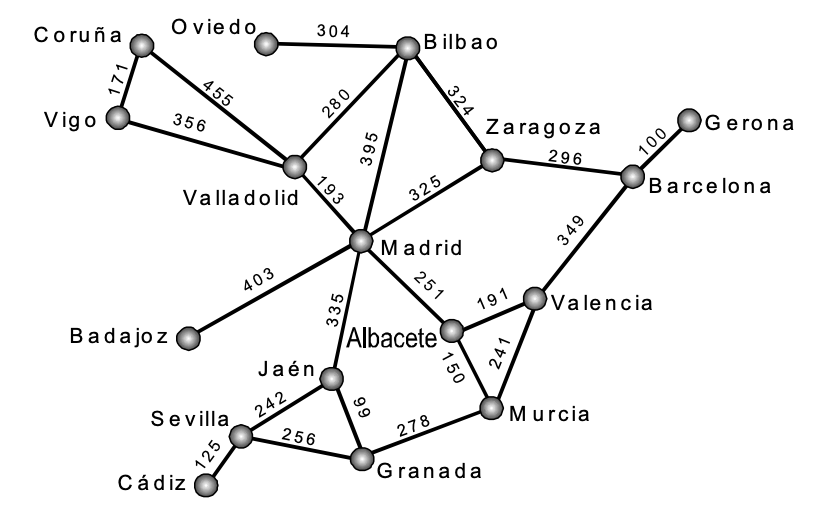 Coruña
Oviedo
304
Bilbao
171
455
280
324
Vigo
356
395
Zaragoza
Gerona
100
296
Valladolid
193
325
Barcelona
Madrid
349
403
251
191
Valencia
335
Badajoz
Albacete
241
150
Jaén
242
99
Sevilla
256
278
Murcia
125
Granada
Cádiz